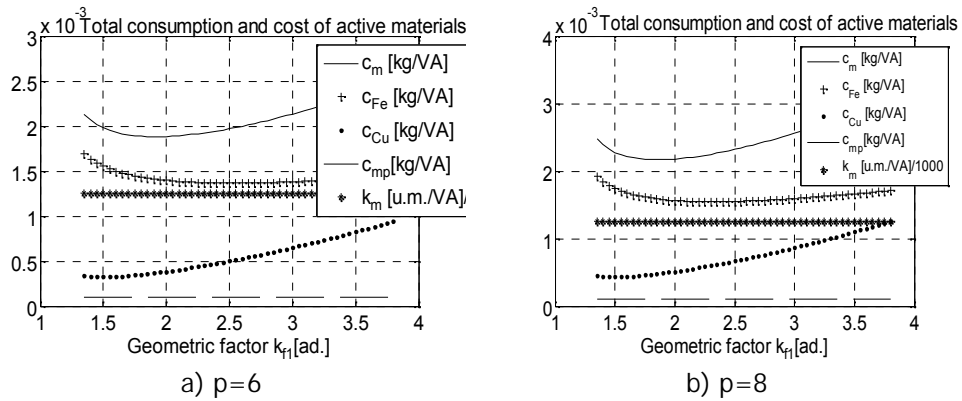 x 10⁻³ Total consumption and cost of active materials
3
2.5
2
1.5
1
0.5
0
1 1.5 2 2.5 3 3.5 4
Geometric factor k_f1[ad.]
c_m [kg/VA]
c_Fe [kg/VA]
c_Cu [kg/VA]
c_mp[kg/VA]
k_m [u.m./VA]/
a) p=6
x 10⁻³ Total consumption and cost of active materials
4
3
2
1
0
1 1.5 2 2.5 3 3.5 4
Geometric factor k_f1[ad.]
c_m [kg/VA]
c_Fe [kg/VA]
c_Cu [kg/VA]
c_mp [kg/VA]
k_m [u.m./VA]/1000
b) p=8